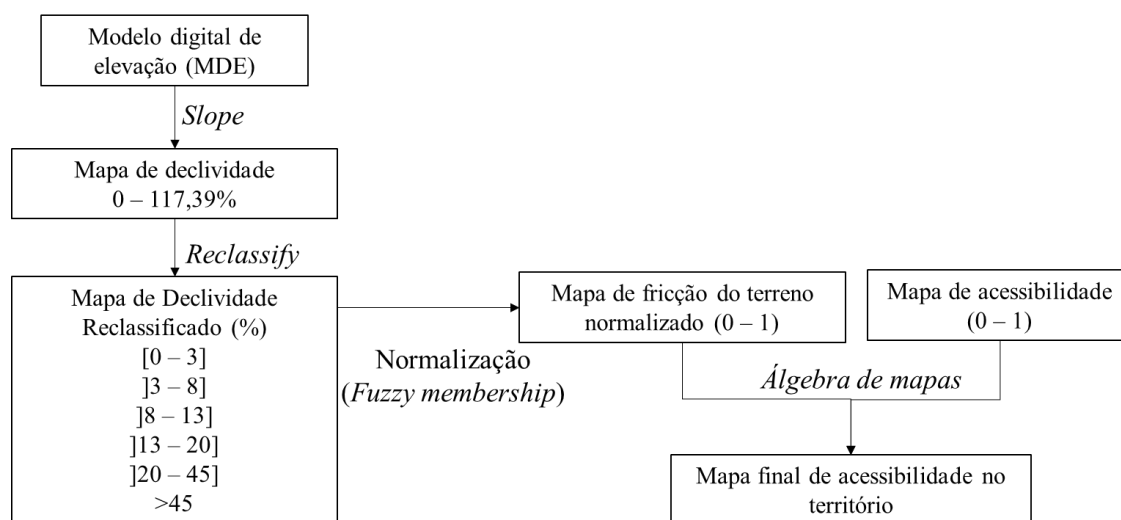 Modelo digital de
elevação (MDE)
Slope
Mapa de declividade
0 – 117,39%
Reclassify
Mapa de Declividade
Reclassificado (%)
[0 – 3]
]3 – 8]
]8 – 13]
]13 – 20]
]20 – 45]
>45
Normalização
(Fuzzy membership)
Mapa de fricção do terreno
normalizado (0 – 1)
Mapa de acessibilidade
(0 – 1)
Álgebra de mapas
Mapa final de acessibilidade no
território